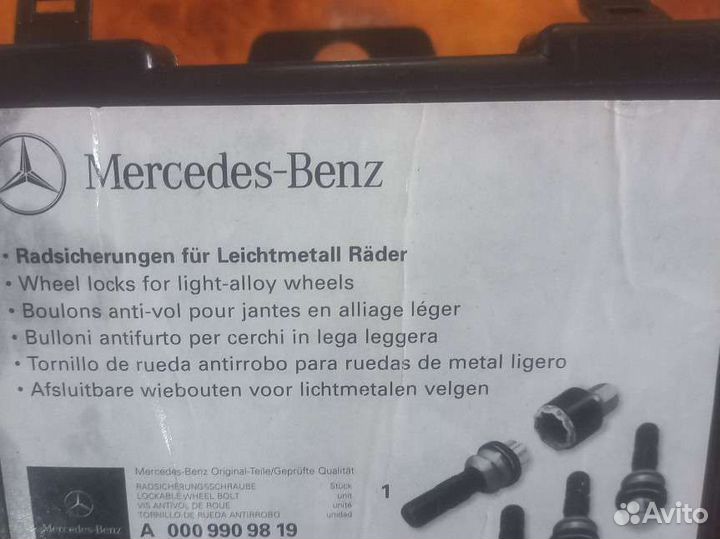 Mercedes-Benz
• Radsicherungen für Leichtmetall Räder
• Wheel locks for light-alloy wheels
• Boulons anti-vol pour jantes en alliage léger
• Bulloni antifurto per cerchi in lega leggera
• Tornillo de rueda antirrobo para ruedas de metal ligero
• Afsluitbare wiebouten voor lichtmetalen velgen
Mercedes-Benz Original-Teile/Geprüfte Qualität
RADSICHERUNGSSCHRAUBE Stück
LOCKABLE WHEEL BOLT unit
VIS ANTIVOL DE ROUE unité
TORNILLO DE RUEDA ANTIRROBO unidad
1
Mercedes-Benz
A 000 990 98 19
Avito